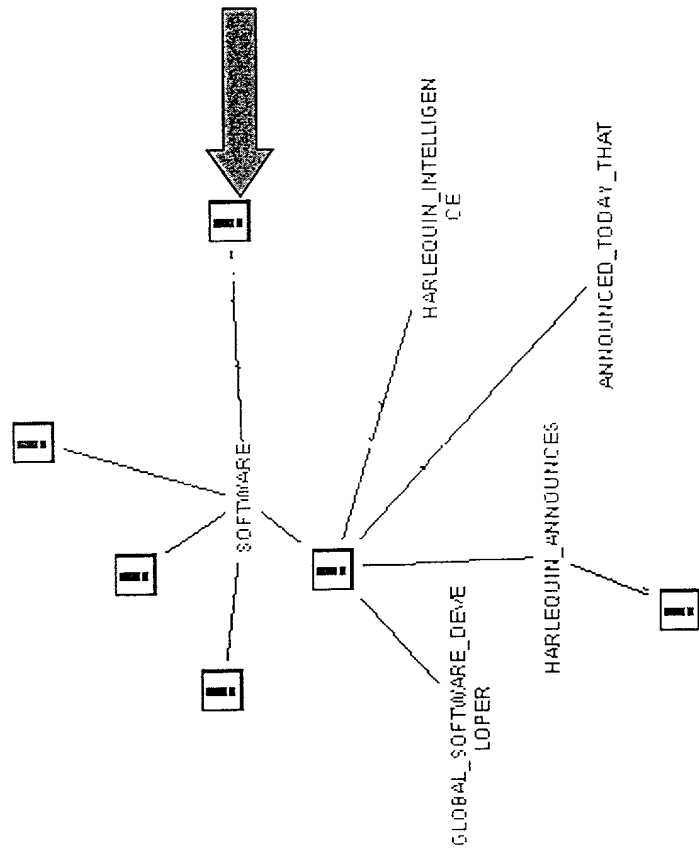 SOFTWARE
HARLEQUIN_INTELLIGEN
CE
ANNOUNCED_TODAY_THAT
HARLEQUIN_ANNOUNCES
GLOBAL_SOFTWARE_DEVE
LOPER